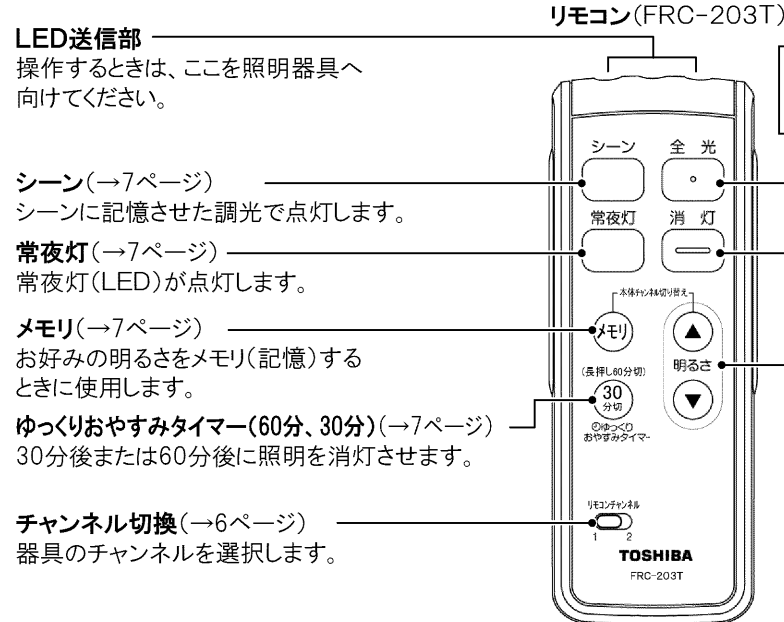 リモコン(FRC-203T)
LED送信部
操作するときは、ここを照明器具へ
向けてください。
シーン(→7ページ)
シーンに記憶させた調光で点灯します。
常夜灯(→7ページ)
常夜灯(LED)が点灯します。
メモリ(→7ページ)
お好みの明るさをメモリ(記憶)する
ときに使用します。
ゆっくりおやすみタイマー(60分、30分)(→7ページ)
30分後または60分後に照明を消灯させます。
チャンネル切換(→6ページ)
器具のチャンネルを選択します。
シーン 全光
常夜灯 消灯
本体チャンネル切り替え
メモリ ▲
明るさ
(長押し60分切)
30
分切 ▼
ゆっくり
おやすみタイマー
リモコンチャンネル
1 2
TOSHIBA
FRC-203T